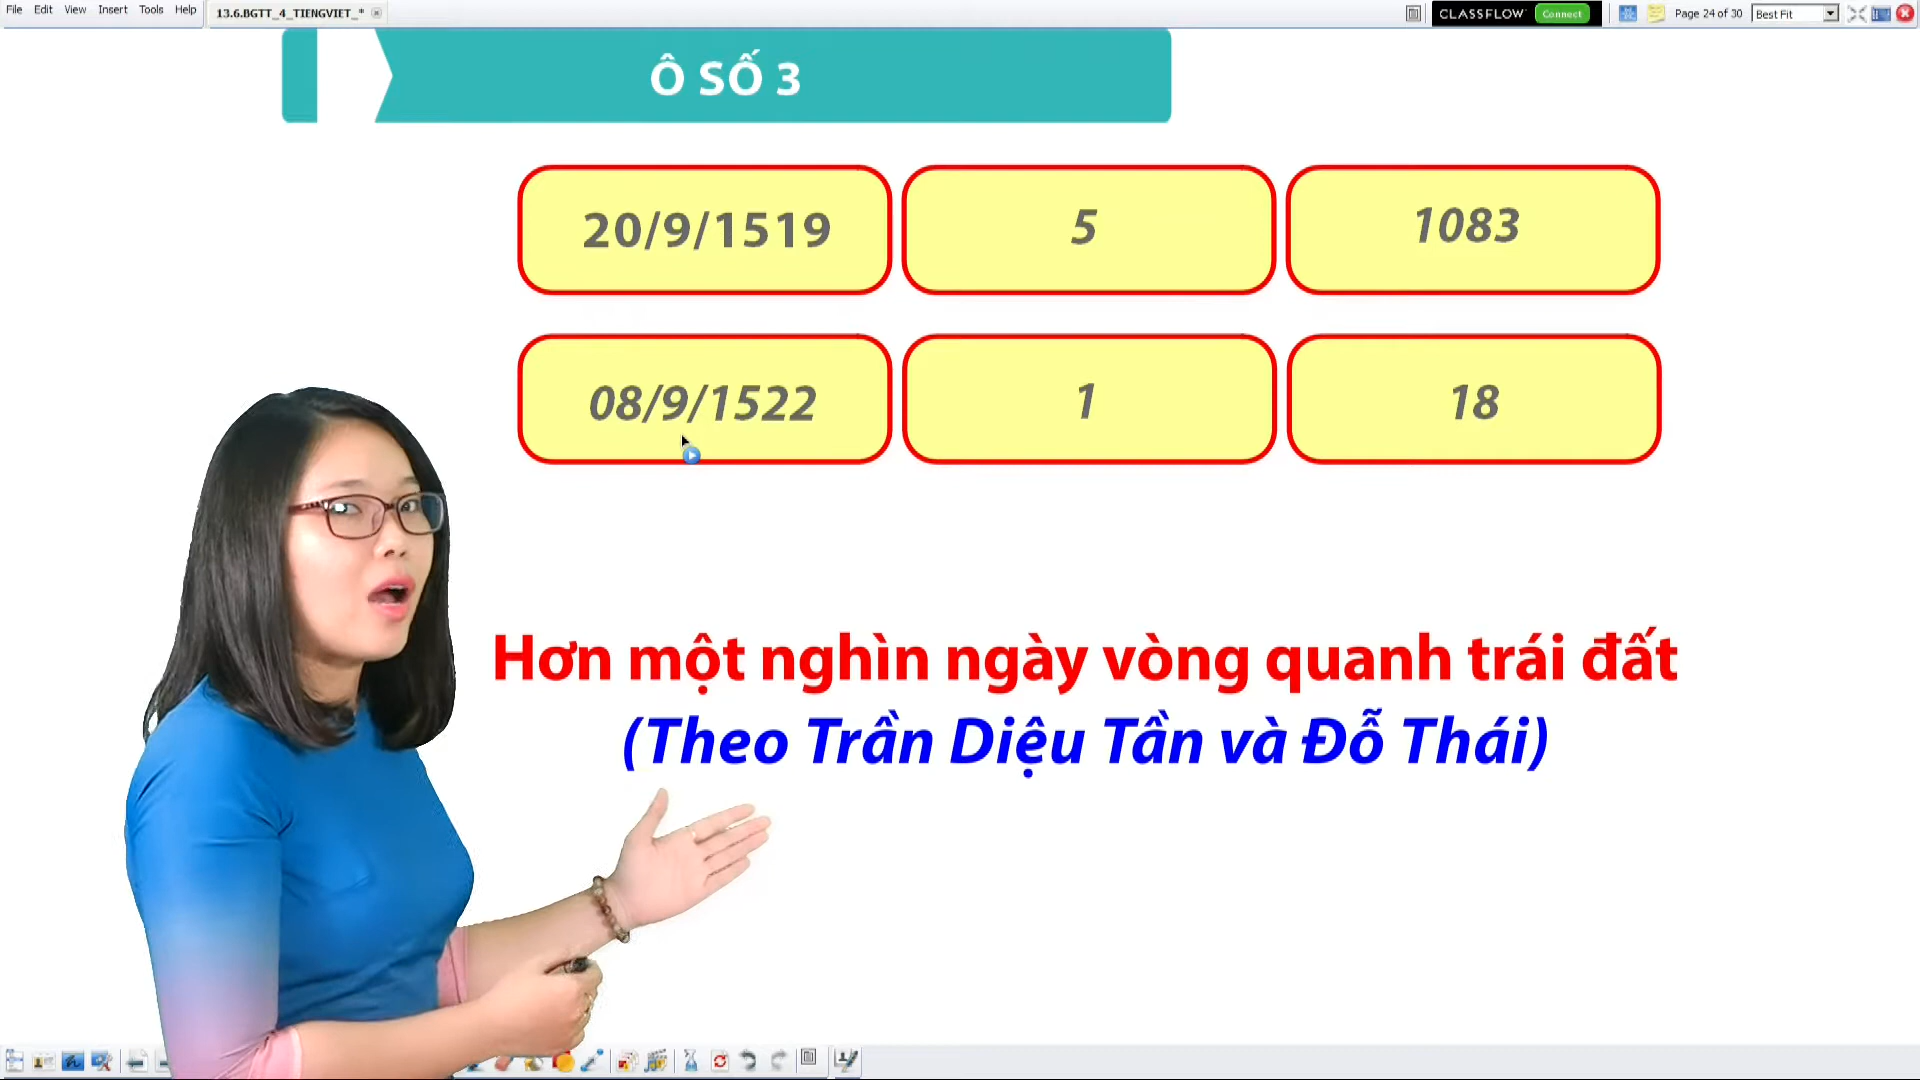 File Edit View Insert Tools Help
13.6.BGTT_4_TIENGVIET_*
CLASSFLOW Connect
Page 24 of 30
Best Fit
Ô SỐ 3
20/9/1519 5 1083
08/9/1522 1 18
Hơn một nghìn ngày vòng quanh trái đất
(Theo Trần Diệu Tần và Đỗ Thái)